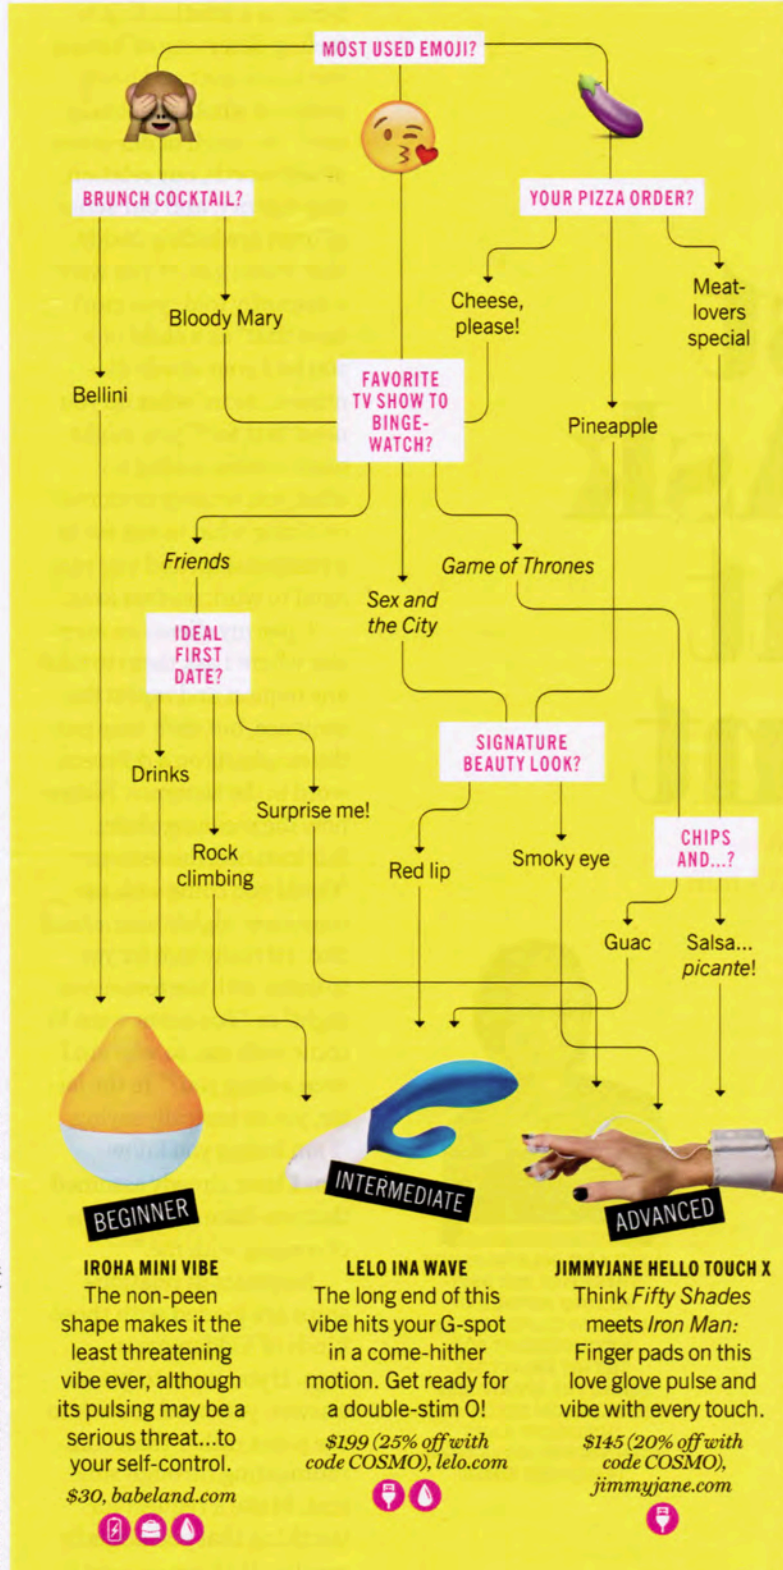 MOST USED EMOJI?
BRUNCH COCKTAIL?
YOUR PIZZA ORDER?
Bloody Mary
Bellini
Cheese,
please!
Meat-
lovers
special
Pineapple
FAVORITE
TV SHOW TO
BINGE-
WATCH?
Friends
Sex and
the City
Game of Thrones
IDEAL
FIRST
DATE?
Drinks
Rock
climbing
Surprise me!
SIGNATURE
BEAUTY LOOK?
Red lip
Smoky eye
CHIPS
AND...?
Guac
Salsa...
picante!
BEGINNER
IROHA MINI VIBE
The non-peen
shape makes it the
least threatening
vibe ever, although
its pulsing may be a
serious threat...to
your self-control.
$30, babeland.com
INTERMEDIATE
LELO INA WAVE
The long end of this
vibe hits your G-spot
in a come-hither
motion. Get ready for
a double-stim O!
$199 (25% off with
code COSMO), lelo.com
ADVANCED
JIMMYJANE HELLO TOUCH X
Think Fifty Shades
meets Iron Man:
Finger pads on this
love glove pulse and
vibe with every touch.
$145 (20% off with
code COSMO),
jimmyjane.com